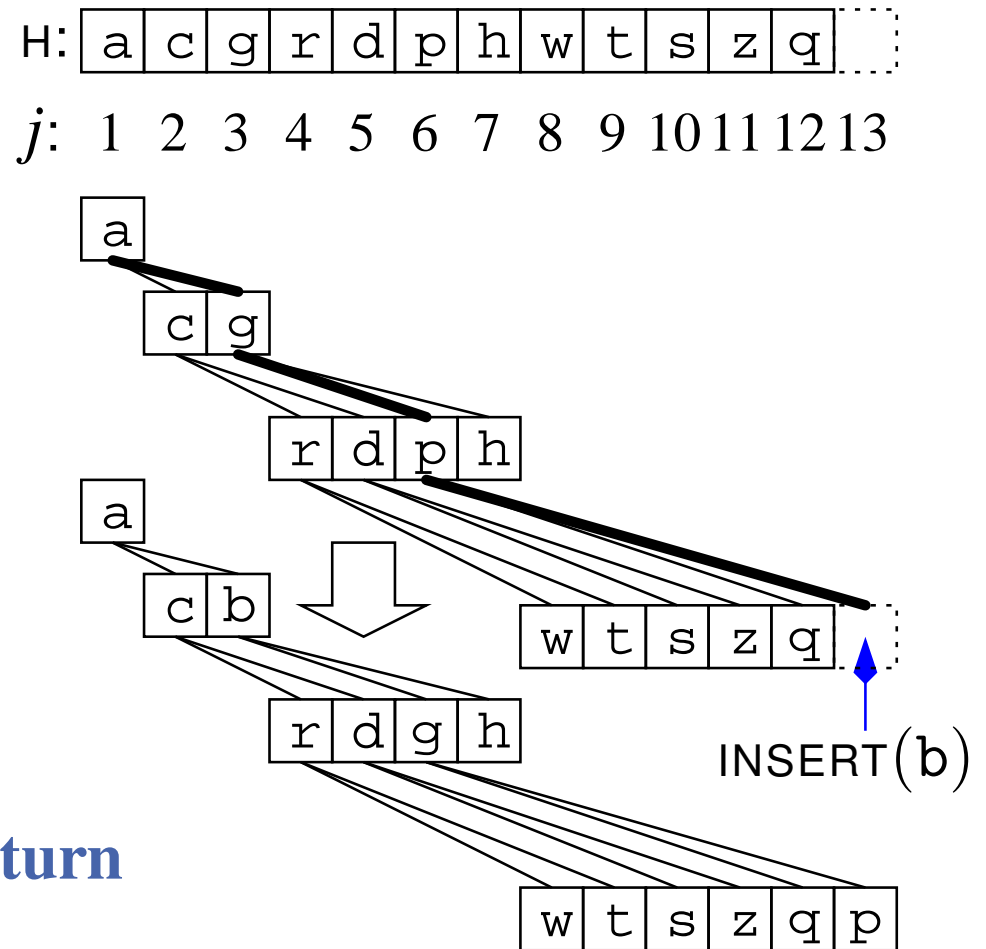 H: a c g r d p h w t s z q
j: 1 2 3 4 5 6 7 8 9 10 11 12 13
a
c g
r d p h
a
c b
w t s z q
r d g h
INSERT(b)
turn
w t s z q p